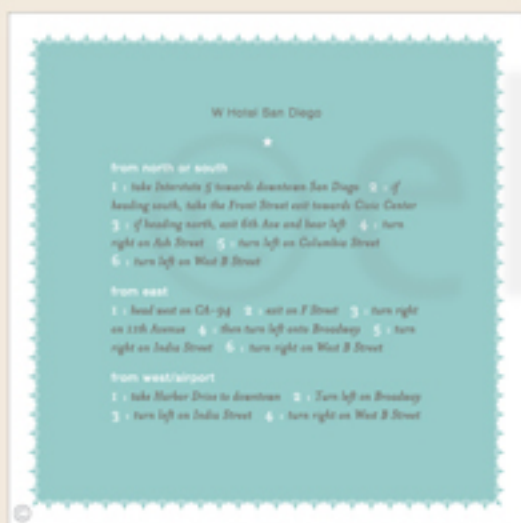 W Hotel San Diego
from north or south
1 : take Interstate 5 towards downtown San Diego 2 : if
heading south, take the Front Street exit towards Civic Center
3 : if heading north, exit 6th Ave and bear left 4 : turn
right on Ash Street 5 : turn left on Columbia Street
6 : turn left on West B Street
from east
1 : head west on CA-94 2 : exit on F Street 3 : turn right
on 11th Avenue 4 : then turn left onto Broadway 5 : turn
right on India Street 6 : turn right on West B Street
from west/airport
1 : take Harbor Drive to downtown 2 : Turn left on Broadway
3 : turn left on India Street 4 : turn right on West B Street